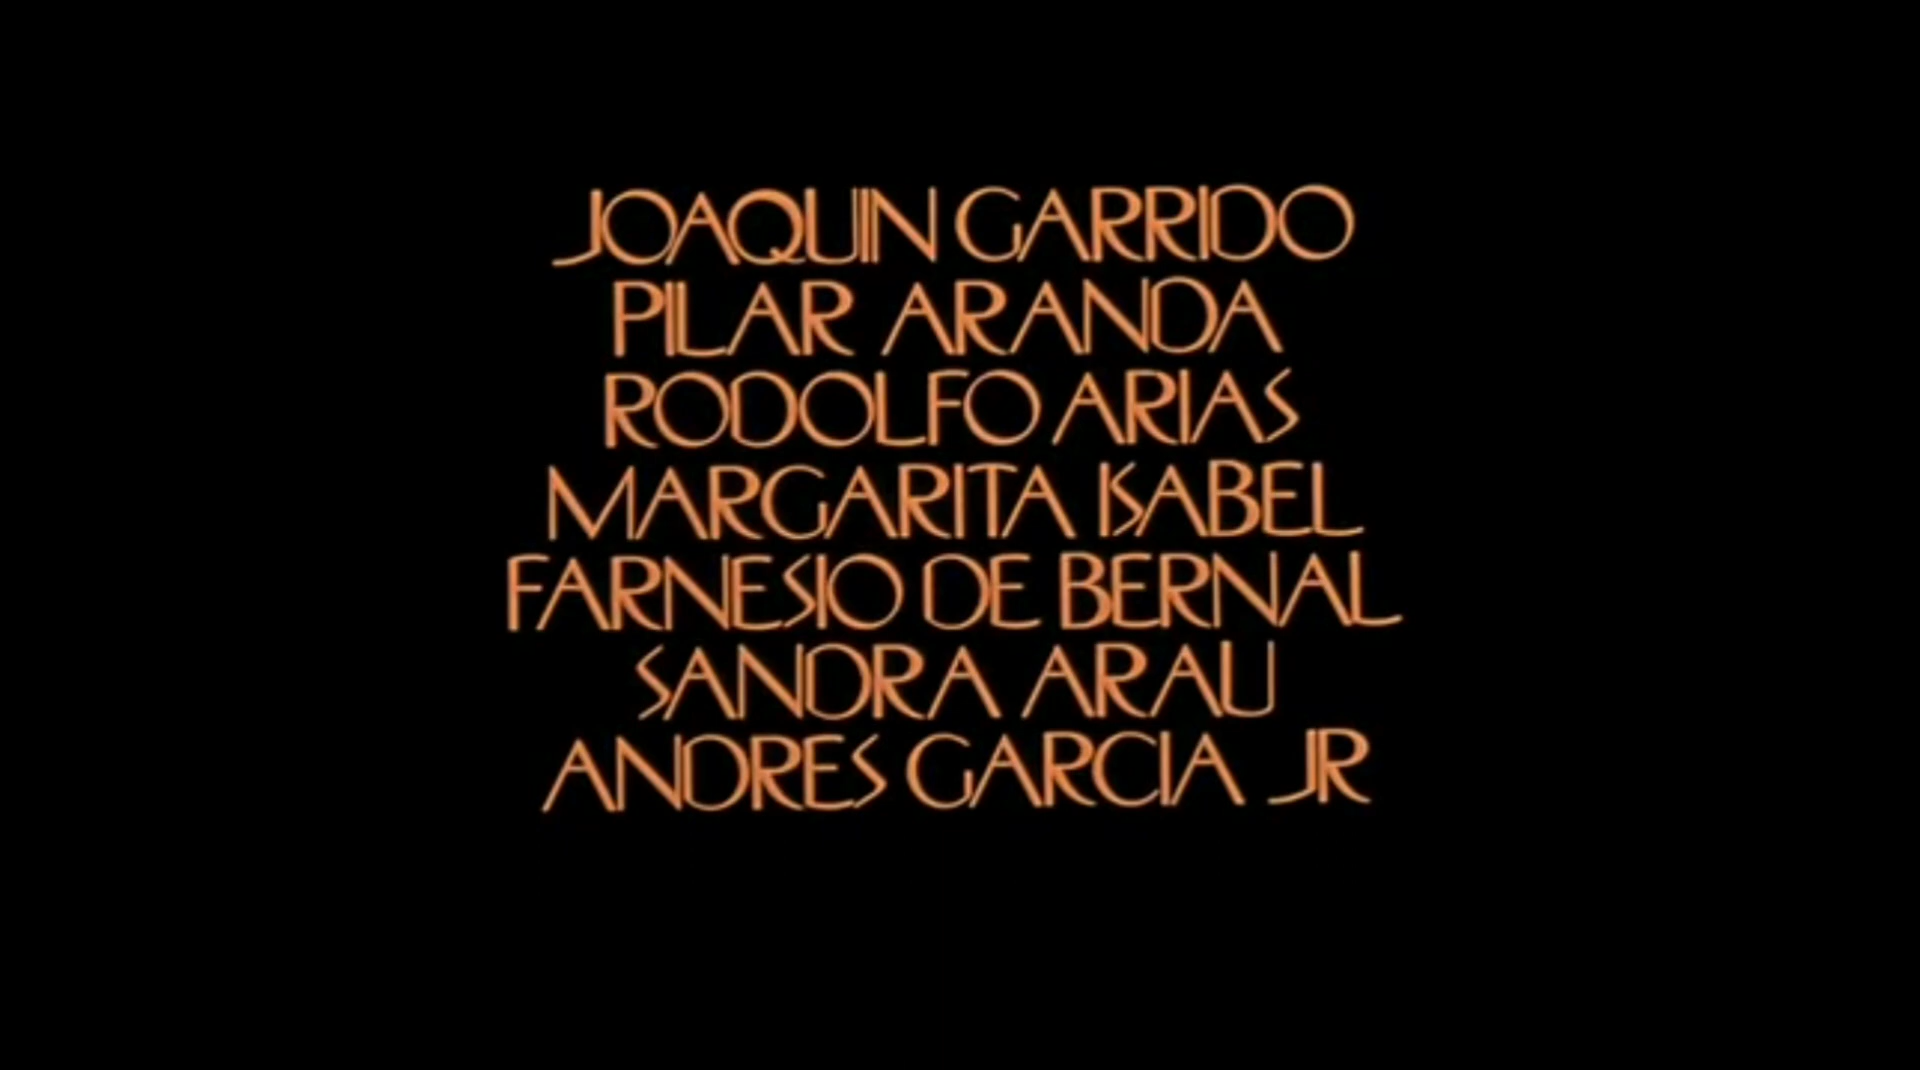 JOAQUIN GARRIDO
PILAR ARANDA
RODOLFO ARIAS
MARGARITA ISABEL
FARNESIO DE BERNAL
SANDRA ARAU
ANDRES GARCIA JR